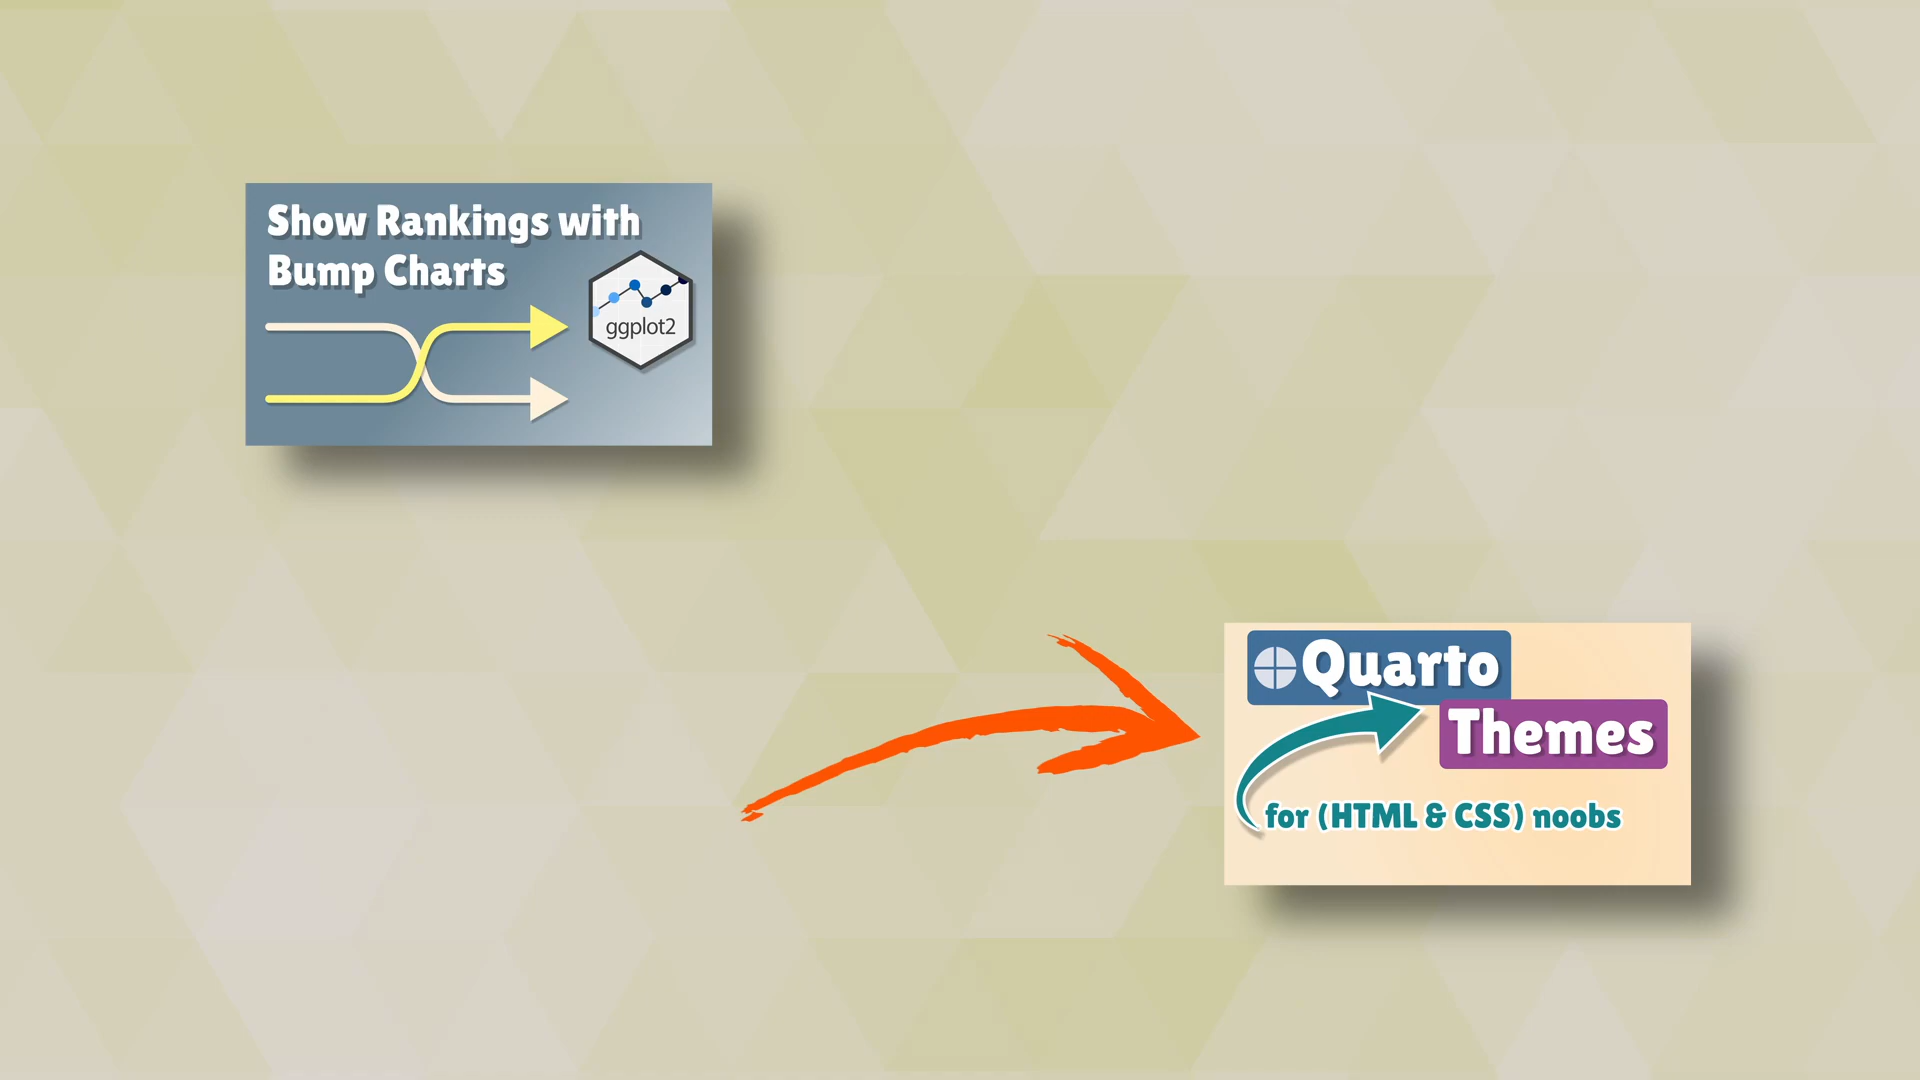 Show Rankings with
Bump Charts
ggplot2
Quarto
Themes
for (HTML & CSS) noobs